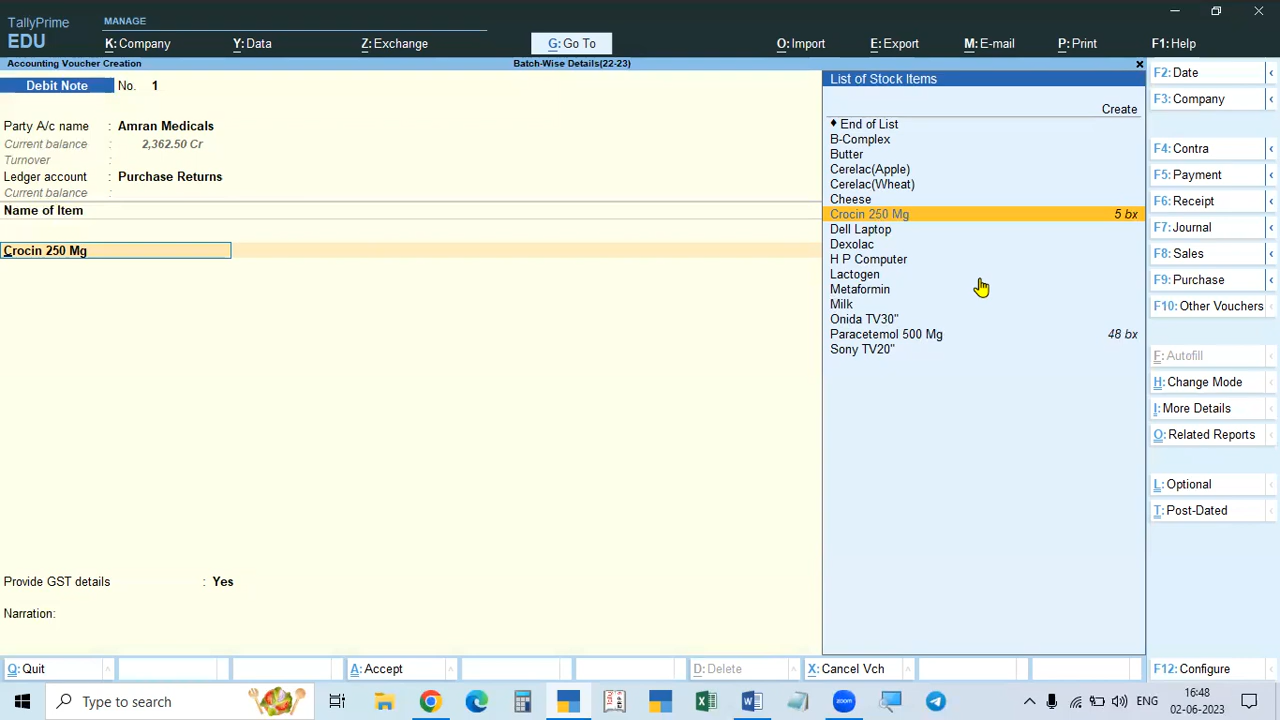 TallyPrime
EDU
MANAGE
K: Company
Y: Data
Z: Exchange
G: Go To
O: Import
E: Export
M: E-mail
P: Print
F1: Help
Accounting Voucher Creation
Batch-Wise Details(22-23)
Debit Note
No. 1
Party A/c name : Amran Medicals
Current balance : 2,362.50 Cr
Turnover :
Ledger account : Purchase Returns
Current balance :
Name of Item
Crocin 250 Mg
Provide GST details : Yes
Narration:
List of Stock Items
Create
♦ End of List
B-Complex
Butter
Cerelac(Apple)
Cerelac(Wheat)
Cheese
Crocin 250 Mg 5 bx
Dell Laptop
Dexolac
H P Computer
Lactogen
Metaformin
Milk
Onida TV30"
Paracetemol 500 Mg 48 bx
Sony TV20"
F2: Date
F3: Company
F4: Contra
F5: Payment
F6: Receipt
F7: Journal
F8: Sales
F9: Purchase
F10: Other Vouchers
F: Autofill
H: Change Mode
I: More Details
O: Related Reports
L: Optional
T: Post-Dated
Q: Quit
A: Accept
D: Delete
X: Cancel Vch
F12: Configure
Type here to search
zoom
ENG
16:48
02-06-2023